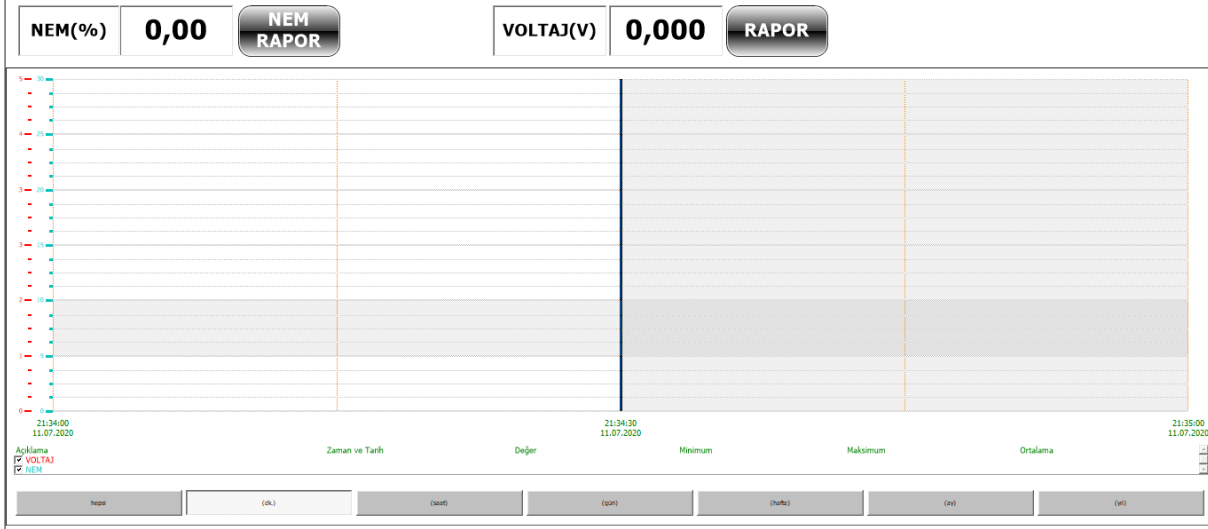 NEM(%) 0,00 NEM RAPOR VOLTAJ(V) 0,000 RAPOR
5 30
4 25
3 20
3 15
2 10
1 5
0 0
21:34:00 21:34:30 21:35:00
11.07.2020 11.07.2020 11.07.2020
Açıklama Zaman ve Tarih Değer Minimum Maksimum Ortalama
VOLTAJ
NEM
hepsi (dk.) (saat) (gün) (hafta) (ay) (yıl)